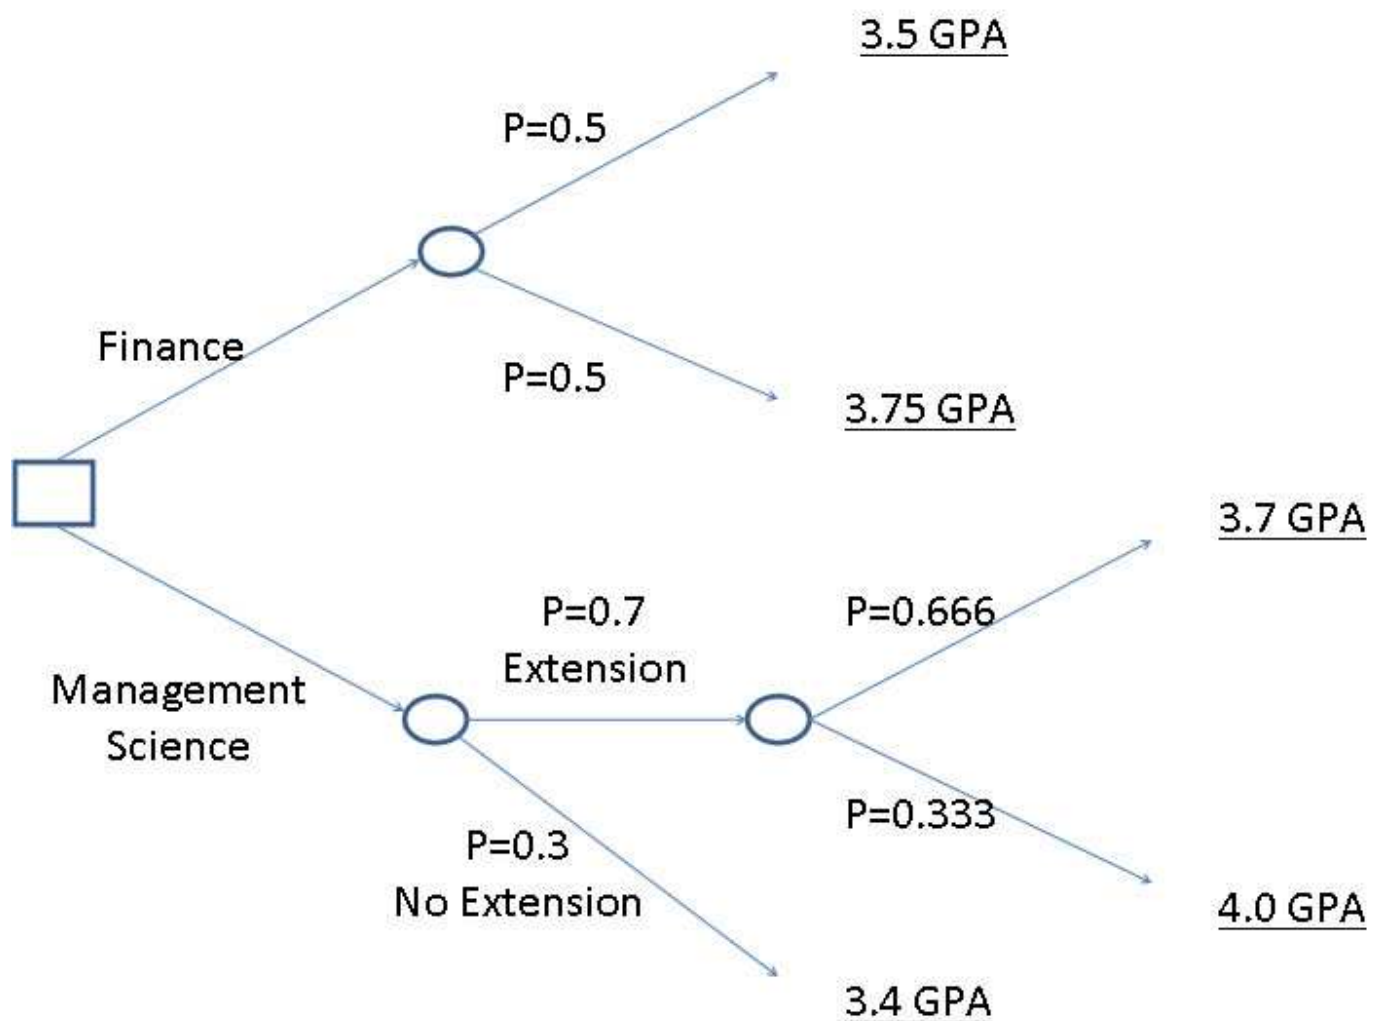 3.5 GPA
P=0.5
Finance
P=0.5
3.75 GPA
3.7 GPA
P=0.7
Extension
P=0.666
Management
Science
P=0.333
P=0.3
No Extension
4.0 GPA
3.4 GPA